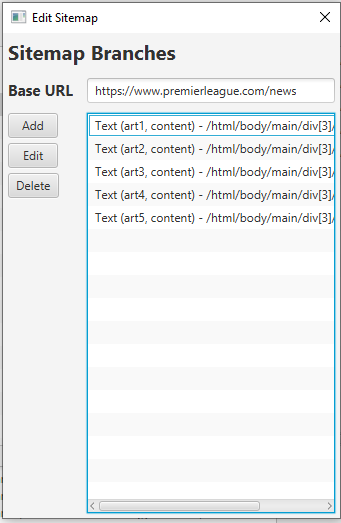 Edit Sitemap
Sitemap Branches
Base URL https://www.premierleague.com/news
Add
Edit
Delete
Text (art1, content) - /html/body/main/div[3]/
Text (art2, content) - /html/body/main/div[3]/
Text (art3, content) - /html/body/main/div[3]/
Text (art4, content) - /html/body/main/div[3]/
Text (art5, content) - /html/body/main/div[3]/